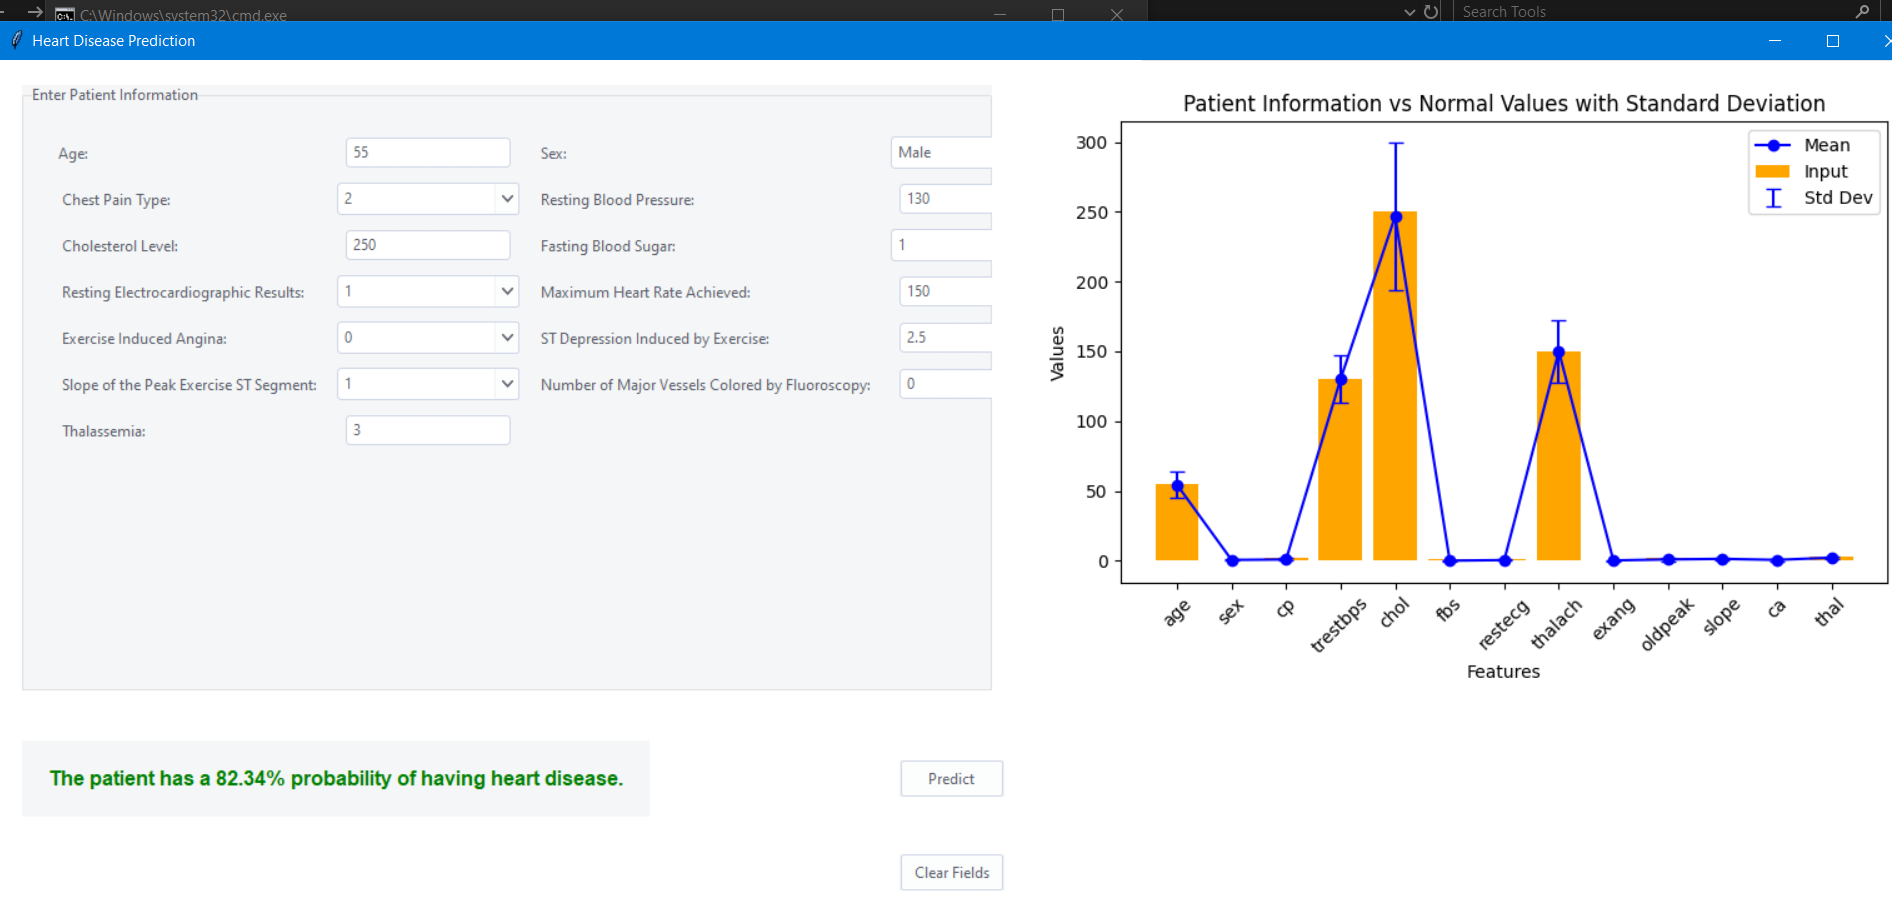 C:\Windows\system32\cmd.exe
Search Tools
Heart Disease Prediction
Enter Patient Information
Age: 55 Sex: Male
Chest Pain Type: 2 Resting Blood Pressure: 130
Cholesterol Level: 250 Fasting Blood Sugar: 1
Resting Electrocardiographic Results: 1 Maximum Heart Rate Achieved: 150
Exercise Induced Angina: 0 ST Depression Induced by Exercise: 2.5
Slope of the Peak Exercise ST Segment: 1 Number of Major Vessels Colored by Fluoroscopy: 0
Thalassemia: 3
The patient has a 82.34% probability of having heart disease.
Predict
Clear Fields
Patient Information vs Normal Values with Standard Deviation
Mean
Input
Std Dev
Values
300
250
200
150
100
50
0
age
sex
cp
trestbps
chol
fbs
restecg
thalach
exang
oldpeak
slope
ca
thal
Features